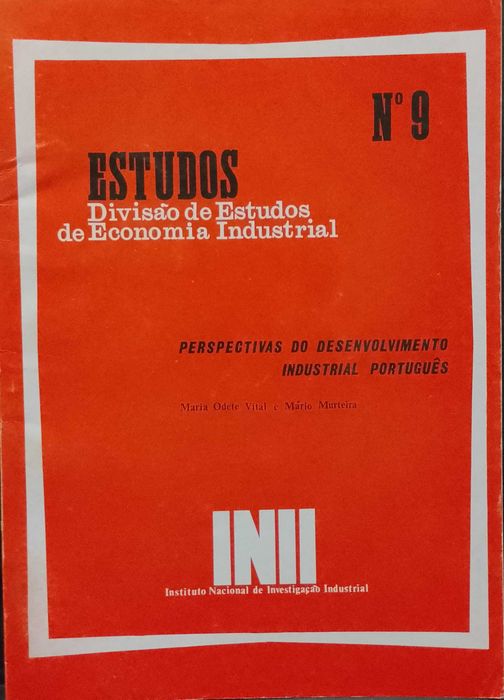 Nº 9
ESTUDOS
Divisão de Estudos
de Economia Industrial
PERSPECTIVAS DO DESENVOLVIMENTO
INDUSTRIAL PORTUGUÊS
Maria Odete Vital e Mário Murteira
INII
Instituto Nacional de Investigação Industrial